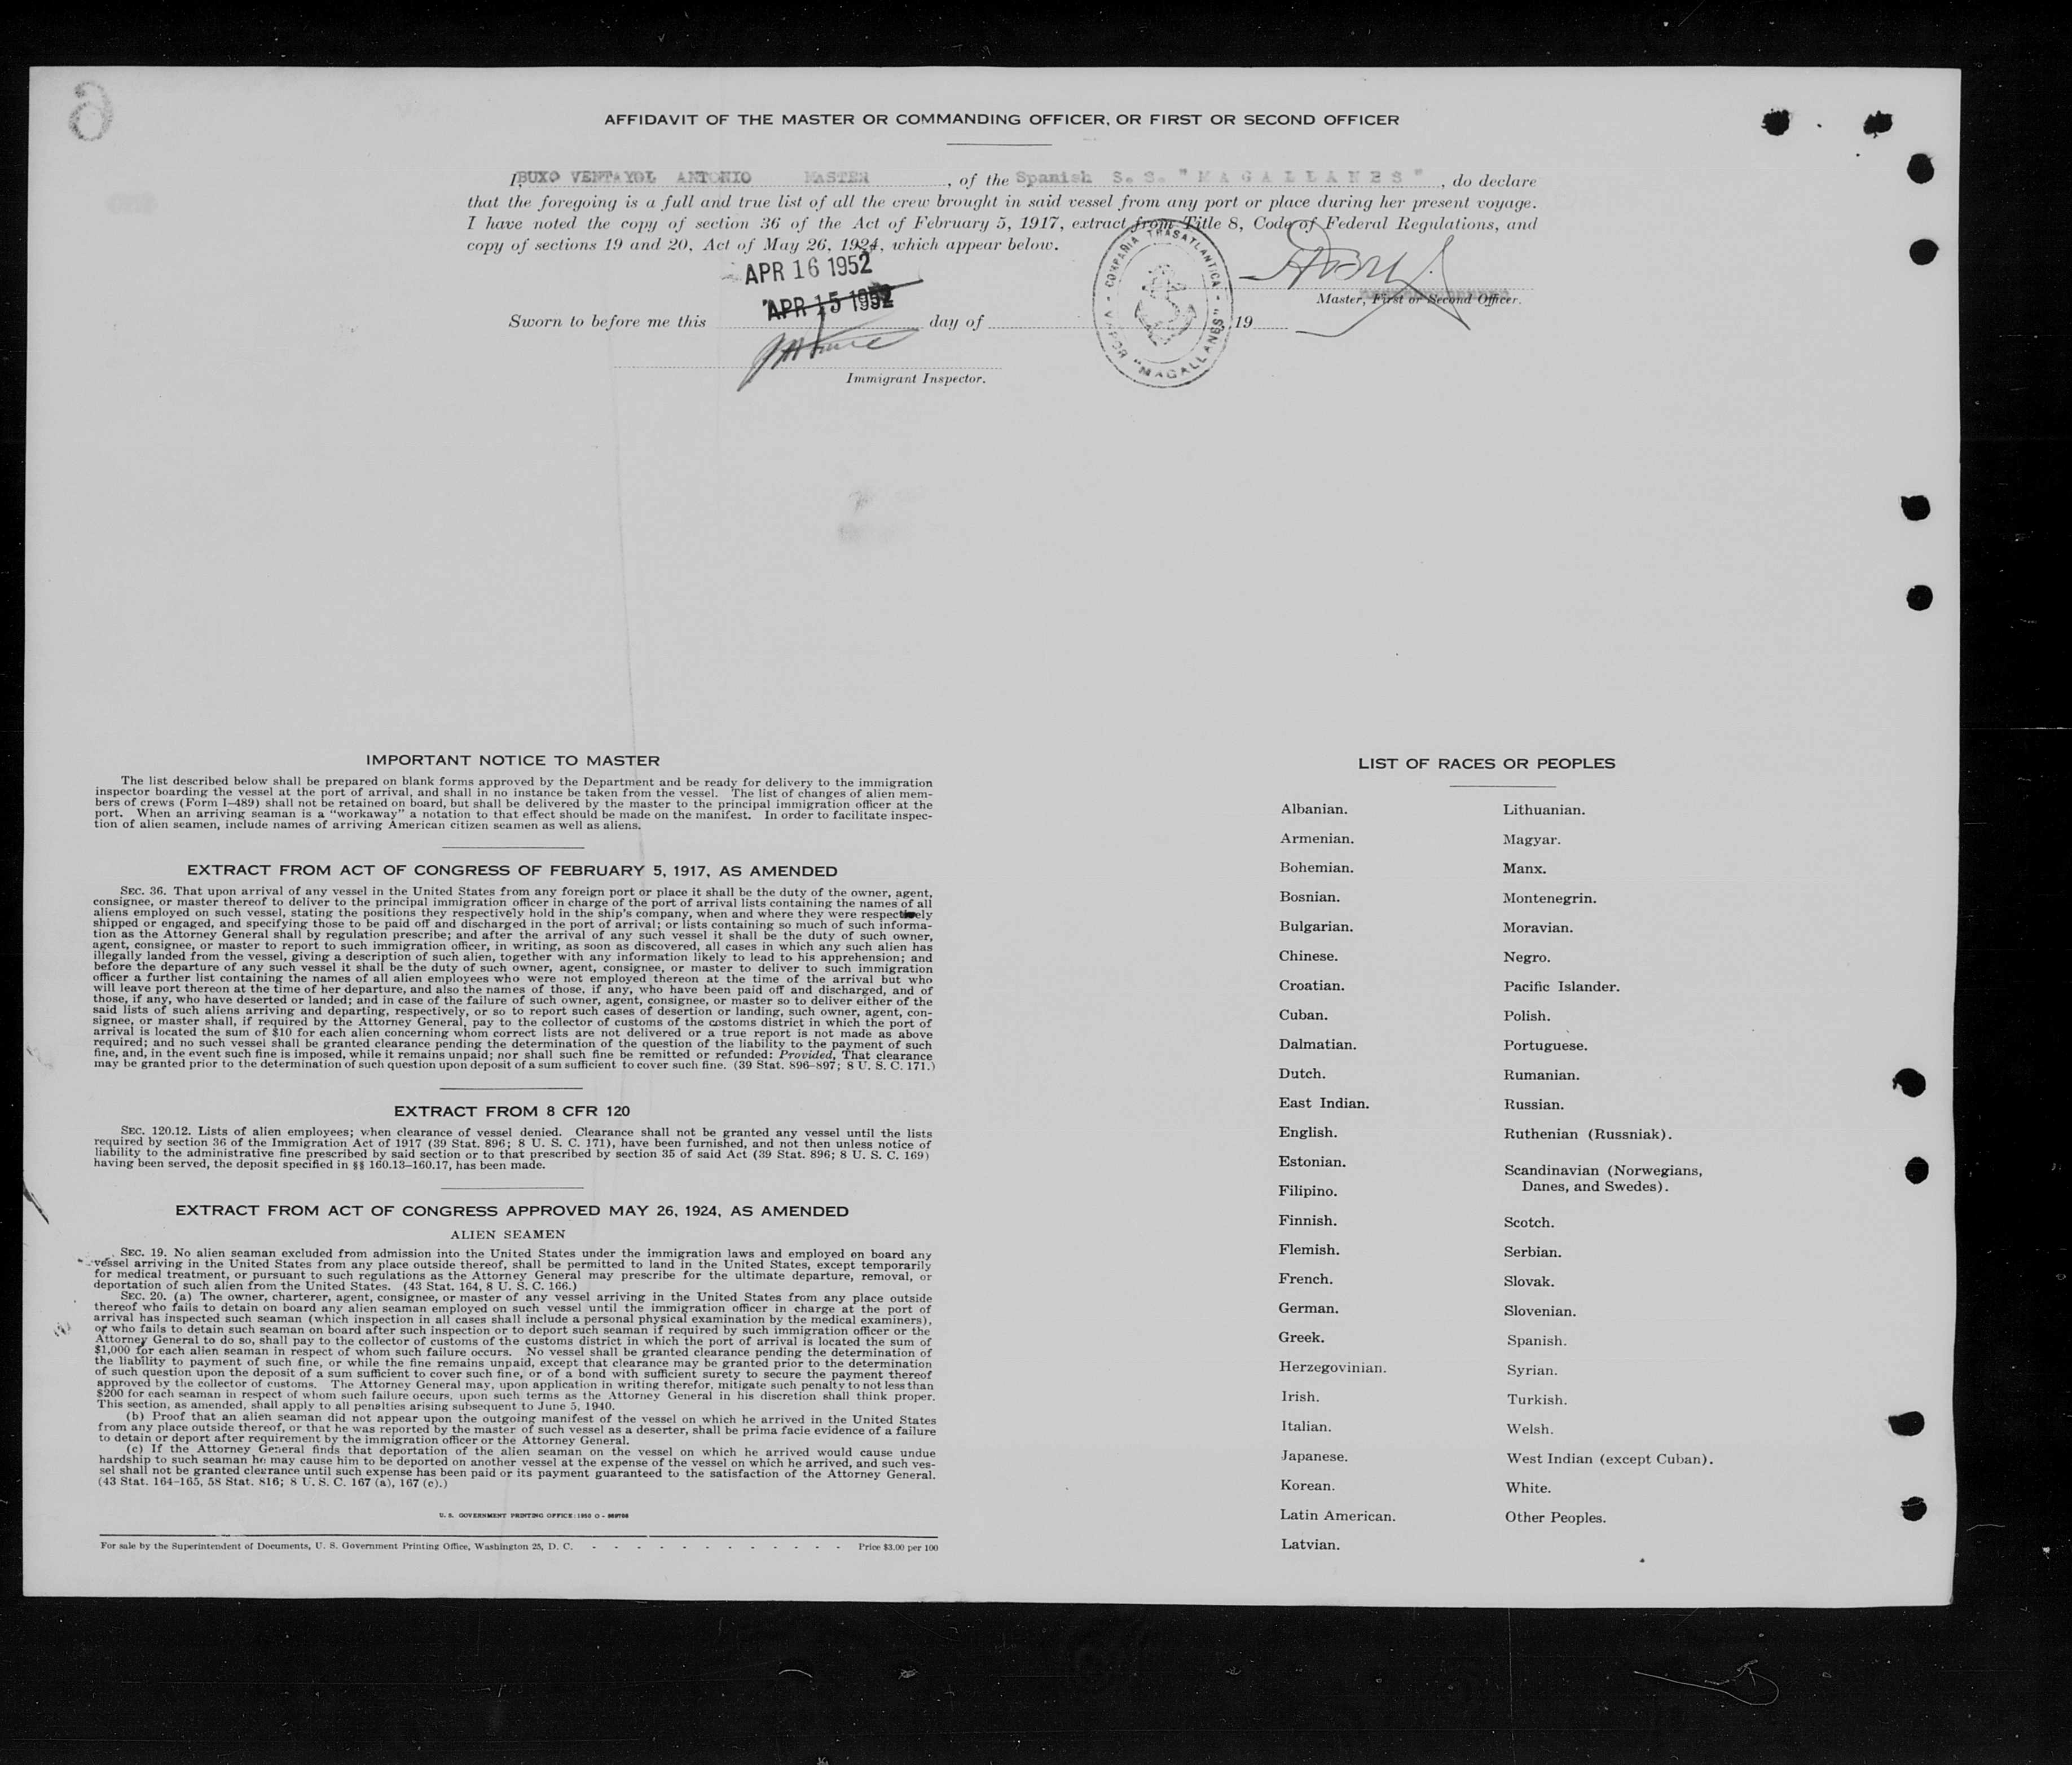 AFFIDAVIT OF THE MASTER OR COMMANDING OFFICER, OR FIRST OR SECOND OFFICER
I, BUXO VENTAYOL ANTONIO MASTER, of the Spanish S. S. "M A G A L L A N E S", do declare
that the foregoing is a full and true list of all the crew brought in said vessel from any port or place during her present voyage.
I have noted the copy of section 36 of the Act of February 5, 1917, extract from Title 8, Code of Federal Regulations, and
copy of sections 19 and 20, Act of May 26, 1924, which appear below.
APR 16 1952
APR 15 1952
COMPAÑIA TRASATLANTICA - VAPOR "MAGALLANES" -
Master, First or Second Officer.
Sworn to before me this day of , 19
Immigrant Inspector.
IMPORTANT NOTICE TO MASTER
The list described below shall be prepared on blank forms approved by the Department and be ready for delivery to the immigration
inspector boarding the vessel at the port of arrival, and shall in no instance be taken from the vessel. The list of changes of alien mem-
bers of crews (Form I–489) shall not be retained on board, but shall be delivered by the master to the principal immigration officer at the
port. When an arriving seaman is a "workaway" a notation to that effect should be made on the manifest. In order to facilitate inspec-
tion of alien seamen, include names of arriving American citizen seamen as well as aliens.
EXTRACT FROM ACT OF CONGRESS OF FEBRUARY 5, 1917, AS AMENDED
SEC. 36. That upon arrival of any vessel in the United States from any foreign port or place it shall be the duty of the owner, agent,
consignee, or master thereof to deliver to the principal immigration officer in charge of the port of arrival lists containing the names of all
aliens employed on such vessel, stating the positions they respectively hold in the ship's company, when and where they were respectively
shipped or engaged, and specifying those to be paid off and discharged in the port of arrival; or lists containing so much of such informa-
tion as the Attorney General shall by regulation prescribe; and after the arrival of any such vessel it shall be the duty of such owner,
agent, consignee, or master to report to such immigration officer, in writing, as soon as discovered, all cases in which any such alien has
illegally landed from the vessel, giving a description of such alien, together with any information likely to lead to his apprehension; and
before the departure of any such vessel it shall be the duty of such owner, agent, consignee, or master to deliver to such immigration
officer a further list containing the names of all alien employees who were not employed thereon at the time of the arrival but who
will leave port thereon at the time of her departure, and also the names of those, if any, who have been paid off and discharged, and of
those, if any, who have deserted or landed; and in case of the failure of such owner, agent, consignee, or master so to deliver either of the
said lists of such aliens arriving and departing, respectively, or so to report such cases of desertion or landing, such owner, agent, con-
signee, or master shall, if required by the Attorney General, pay to the collector of customs of the costoms district in which the port of
arrival is located the sum of $10 for each alien concerning whom correct lists are not delivered or a true report is not made as above
required; and no such vessel shall be granted clearance pending the determination of the question of the liability to the payment of such
fine, and, in the event such fine is imposed, while it remains unpaid; nor shall such fine be remitted or refunded: Provided, That clearance
may be granted prior to the determination of such question upon deposit of a sum sufficient to cover such fine. (39 Stat. 896–897; 8 U. S. C. 171.)
EXTRACT FROM 8 CFR 120
SEC. 120.12. Lists of alien employees; when clearance of vessel denied. Clearance shall not be granted any vessel until the lists
required by section 36 of the Immigration Act of 1917 (39 Stat. 896; 8 U. S. C. 171), have been furnished, and not then unless notice of
liability to the administrative fine prescribed by said section or to that prescribed by section 35 of said Act (39 Stat. 896; 8 U. S. C. 169)
having been served, the deposit specified in §§ 160.13–160.17, has been made.
EXTRACT FROM ACT OF CONGRESS APPROVED MAY 26, 1924, AS AMENDED
ALIEN SEAMEN
SEC. 19. No alien seaman excluded from admission into the United States under the immigration laws and employed on board any
vessel arriving in the United States from any place outside thereof, shall be permitted to land in the United States, except temporarily
for medical treatment, or pursuant to such regulations as the Attorney General may prescribe for the ultimate departure, removal, or
deportation of such alien from the United States. (43 Stat. 164, 8 U. S. C. 166.)
SEC. 20. (a) The owner, charterer, agent, consignee, or master of any vessel arriving in the United States from any place outside
thereof who fails to detain on board any alien seaman employed on such vessel until the immigration officer in charge at the port of
arrival has inspected such seaman (which inspection in all cases shall include a personal physical examination by the medical examiners),
or who fails to detain such seaman on board after such inspection or to deport such seaman if required by such immigration officer or the
Attorney General to do so, shall pay to the collector of customs of the customs district in which the port of arrival is located the sum of
$1,000 for each alien seaman in respect of whom such failure occurs. No vessel shall be granted clearance pending the determination of
the liability to payment of such fine, or while the fine remains unpaid, except that clearance may be granted prior to the determination
of such question upon the deposit of a sum sufficient to cover such fine, or of a bond with sufficient surety to secure the payment thereof
approved by the collector of customs. The Attorney General may, upon application in writing therefor, mitigate such penalty to not less than
$200 for each seaman in respect of whom such failure occurs, upon such terms as the Attorney General in his discretion shall think proper.
This section, as amended, shall apply to all penalties arising subsequent to June 5, 1940.
(b) Proof that an alien seaman did not appear upon the outgoing manifest of the vessel on which he arrived in the United States
from any place outside thereof, or that he was reported by the master of such vessel as a deserter, shall be prima facie evidence of a failure
to detain or deport after requirement by the immigration officer or the Attorney General.
(c) If the Attorney General finds that deportation of the alien seaman on the vessel on which he arrived would cause undue
hardship to such seaman he may cause him to be deported on another vessel at the expense of the vessel on which he arrived, and such ves-
sel shall not be granted clearance until such expense has been paid or its payment guaranteed to the satisfaction of the Attorney General.
(43 Stat. 164–165, 58 Stat. 816; 8 U. S. C. 167 (a), 167 (c).)
U. S. GOVERNMENT PRINTING OFFICE: 1950 O -
For sale by the Superintendent of Documents, U. S. Government Printing Office, Washington 25, D. C. - - - - - - - - - - - - Price $3.00 per 100
LIST OF RACES OR PEOPLES
Albanian.
Armenian.
Bohemian.
Bosnian.
Bulgarian.
Chinese.
Croatian.
Cuban.
Dalmatian.
Dutch.
East Indian.
English.
Estonian.
Filipino.
Finnish.
Flemish.
French.
German.
Greek.
Herzegovinian.
Irish.
Italian.
Japanese.
Korean.
Latin American.
Latvian.
Lithuanian.
Magyar.
Manx.
Montenegrin.
Moravian.
Negro.
Pacific Islander.
Polish.
Portuguese.
Rumanian.
Russian.
Ruthenian (Russniak).
Scandinavian (Norwegians,
Danes, and Swedes).
Scotch.
Serbian.
Slovak.
Slovenian.
Spanish.
Syrian.
Turkish.
Welsh.
West Indian (except Cuban).
White.
Other Peoples.